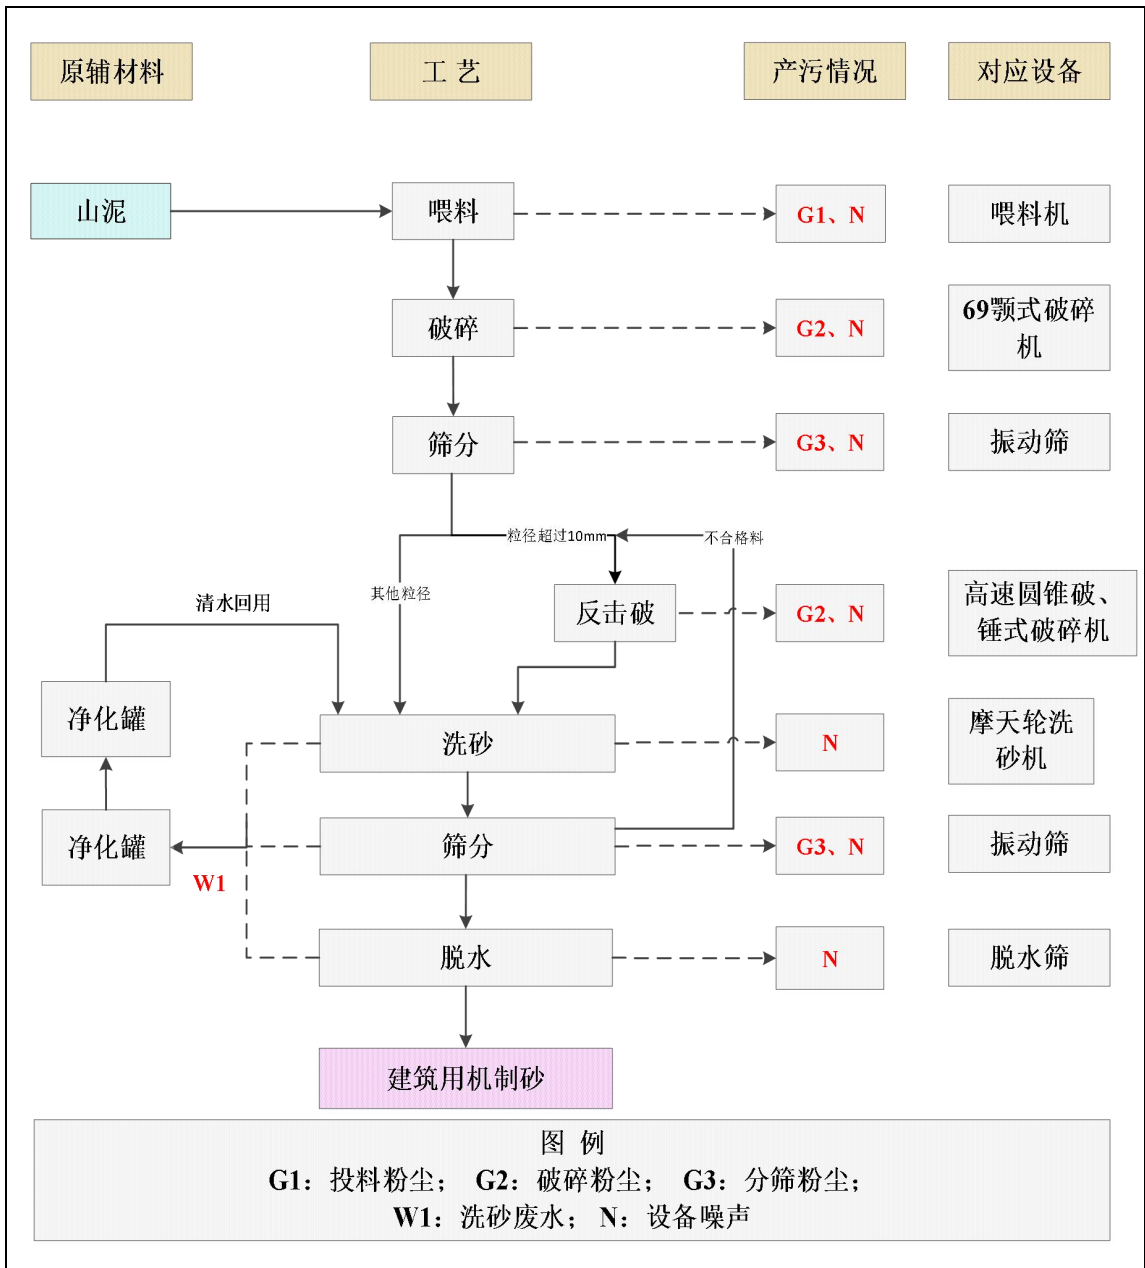 原辅材料
工 艺
产污情况
对应设备
山泥
喂料
G1、N
喂料机
破碎
G2、N
69颚式破碎
机
筛分
G3、N
振动筛
粒径超过10mm
不合格料
其他粒径
清水回用
反击破
G2、N
高速圆锥破、
锤式破碎机
净化罐
洗砂
N
摩天轮洗
砂机
净化罐
筛分
G3、N
振动筛
W1
脱水
N
脱水筛
建筑用机制砂
图 例
G1：投料粉尘； G2：破碎粉尘； G3：分筛粉尘；
W1：洗砂废水； N：设备噪声